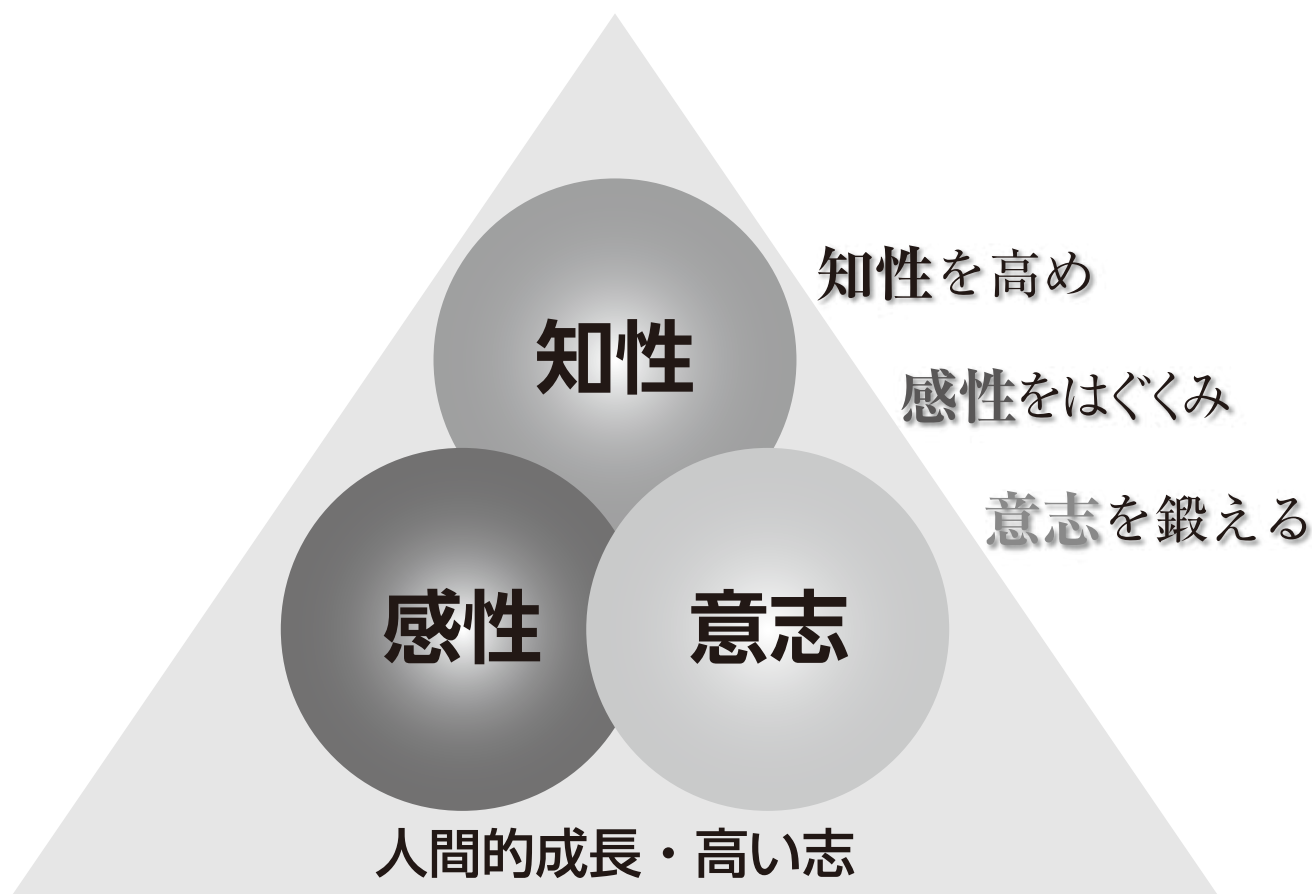 知性
知性を高め
感性をはぐくみ
意志を鍛える
感性
意志
人間的成長・高い志